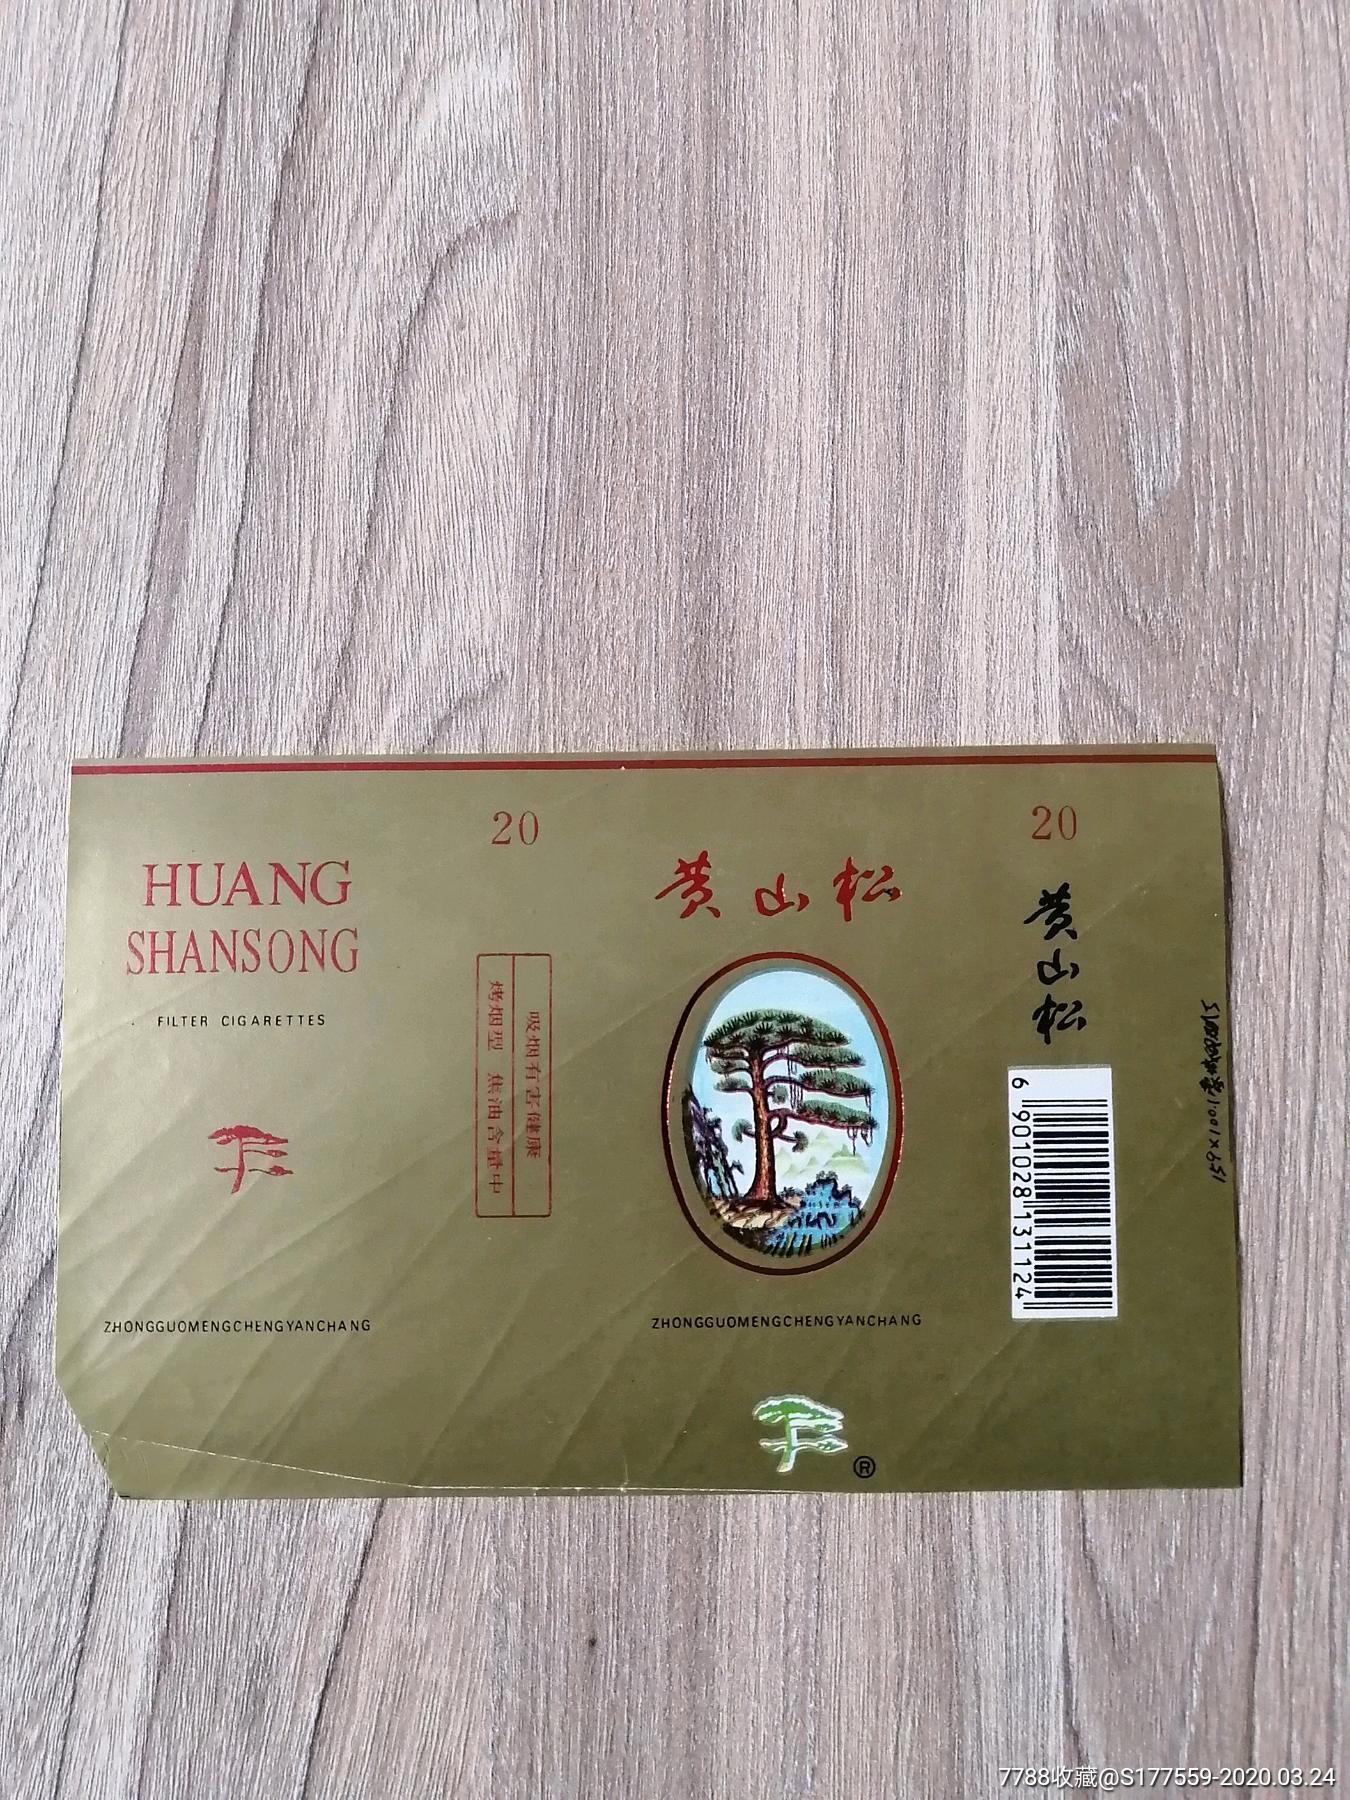 HUANG
SHANSONG
FILTER CIGARETTES
ZHONGGUOMENGCHENGYANCHANG
20
吸烟有害健康
烤烟型 焦油含量中
黄山松
ZHONGGUOMENGCHENGYANCHANG
®
20
黄山松
6 901028 131124
7788收藏@S177559-2020.03.24